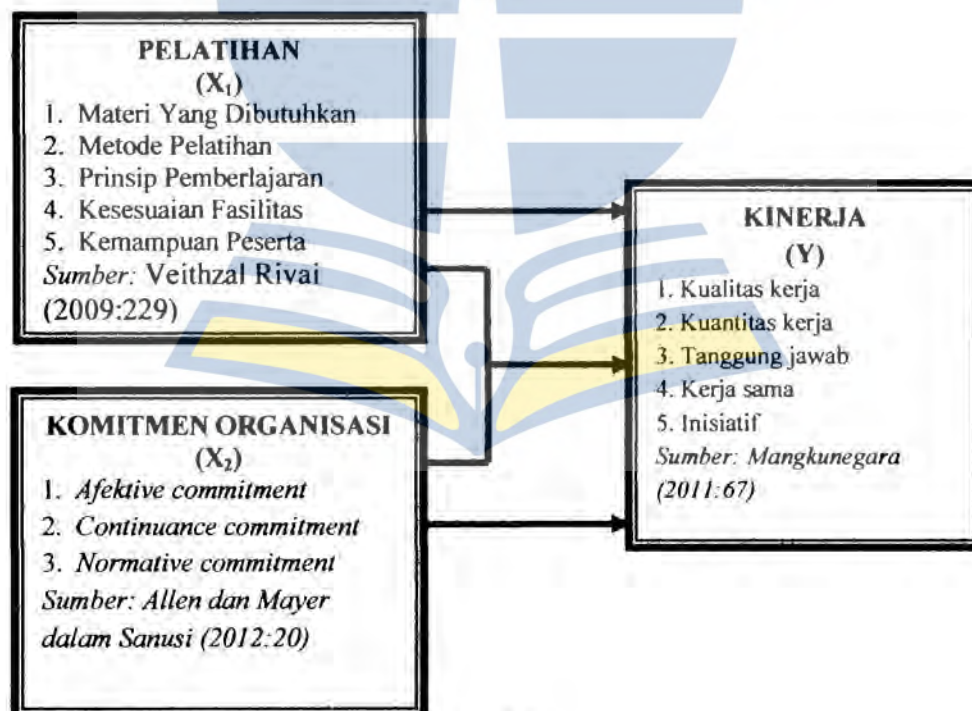 PELATIHAN
(X₁)
1. Materi Yang Dibutuhkan
2. Metode Pelatihan
3. Prinsip Pemberlajaran
4. Kesesuaian Fasilitas
5. Kemampuan Peserta
Sumber: Veithzal Rivai
(2009:229)
KOMITMEN ORGANISASI
(X₂)
1. Afektive commitment
2. Continuance commitment
3. Normative commitment
Sumber: Allen dan Mayer
dalam Sanusi (2012:20)
KINERJA
(Y)
1. Kualitas kerja
2. Kuantitas kerja
3. Tanggung jawab
4. Kerja sama
5. Inisiatif
Sumber: Mangkunegara
(2011:67)